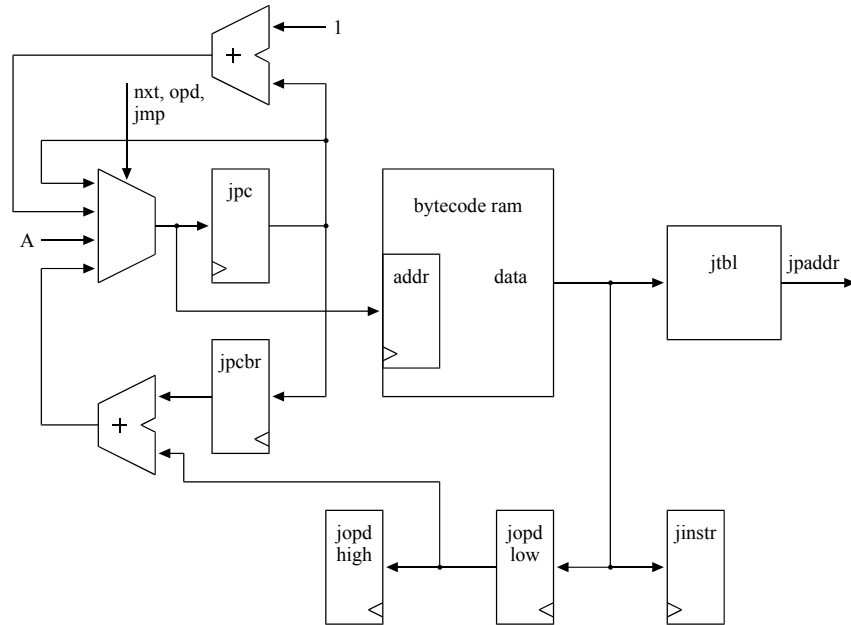 1
+
nxt, opd,
jmp
jpc
bytecode ram
A
addr
data
jtbl
jpaddr
jpcbr
+
jopd
high
jopd
low
jinstr